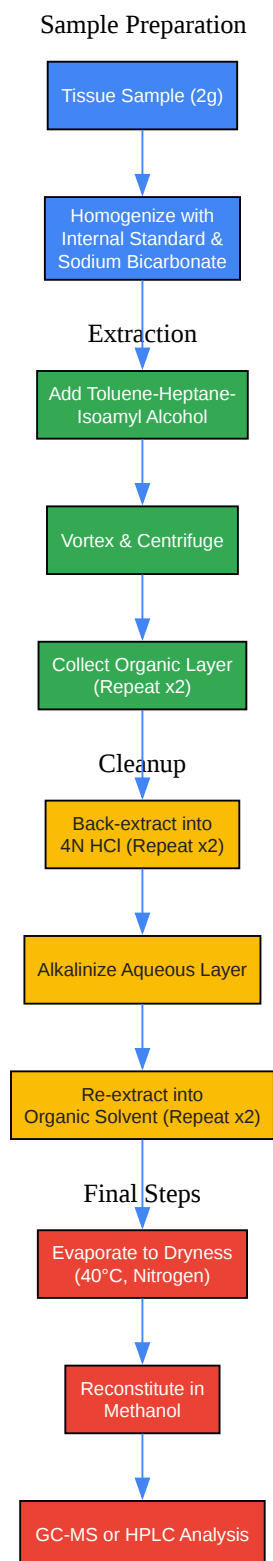 Sample Preparation
Tissue Sample (2g)
Homogenize with
Internal Standard &
Sodium Bicarbonate
Extraction
Add Toluene-Heptane-
Isoamyl Alcohol
Vortex & Centrifuge
Collect Organic Layer
(Repeat x2)
Cleanup
Back-extract into
4N HCl (Repeat x2)
Alkalinize Aqueous Layer
Re-extract into
Organic Solvent (Repeat x2)
Final Steps
Evaporate to Dryness
(40°C, Nitrogen)
Reconstitute in
Methanol
GC-MS or HPLC Analysis